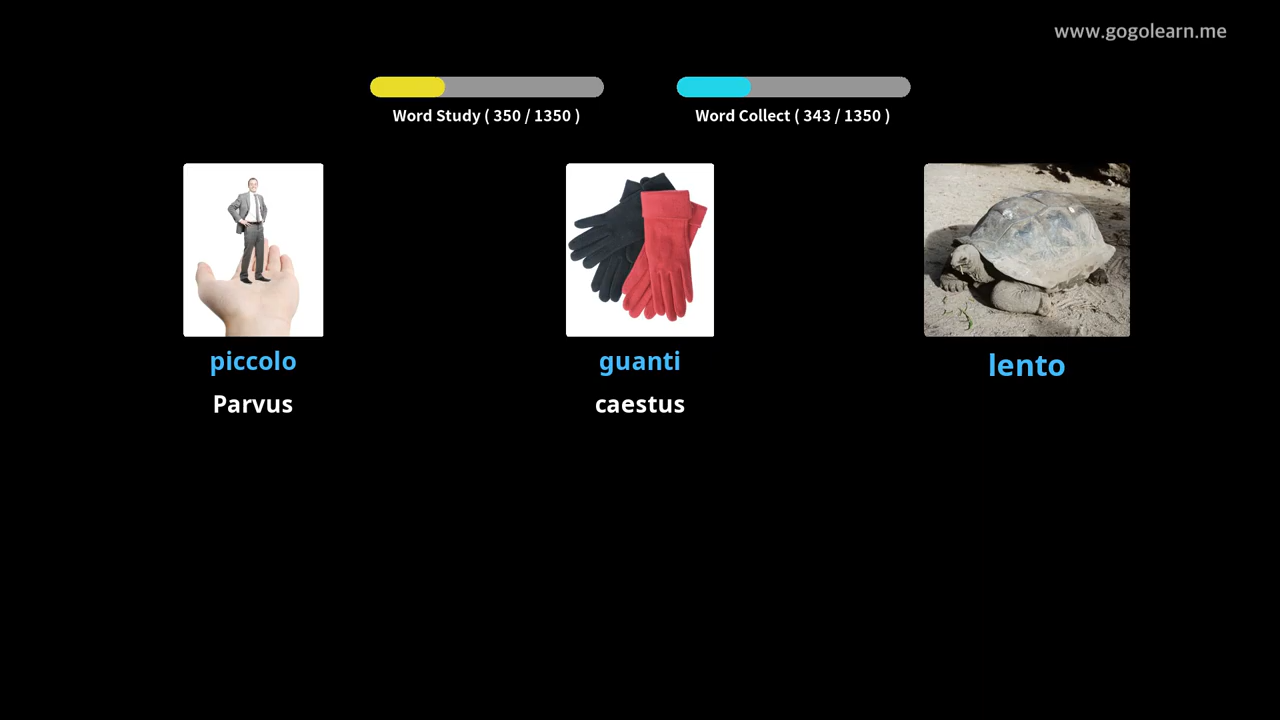 www.gogolearn.me
Word Study ( 350 / 1350 )
Word Collect ( 343 / 1350 )
piccolo
guanti
lento
Parvus
caestus